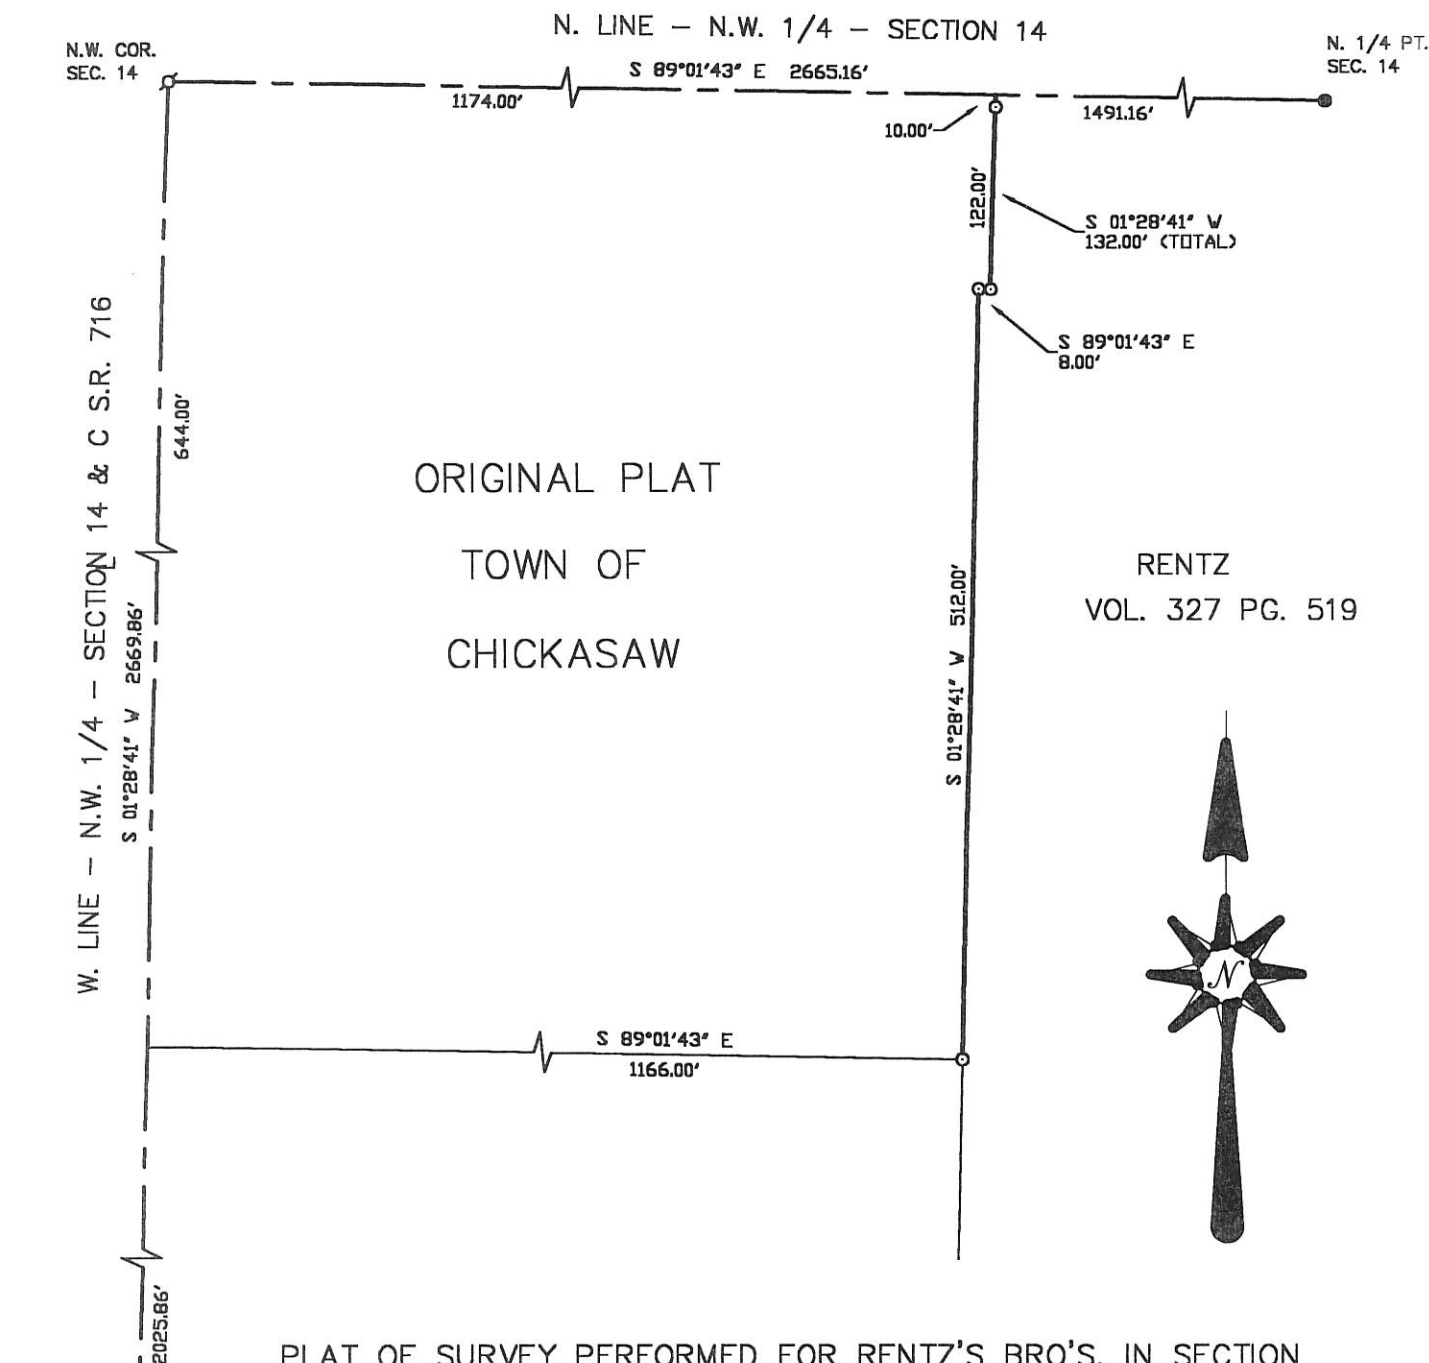 N. LINE - N.W. 1/4 - SECTION 14
N.W. COR.
SEC. 14
N. 1/4 PT.
SEC. 14
S 89°01'43" E 2665.16'
1174.00'
10.00'
1491.16'
122.00'
S 01°28'41" W
132.00' (TOTAL)
S 89°01'43" E
8.00'
W. LINE - N.W. 1/4 - SECTION 14 & C S.R. 716
L
644.00'
S 01°28'41" W 2669.86'
ORIGINAL PLAT
TOWN OF
CHICKASAW
S 01°28'41" W 512.00'
RENTZ
VOL. 327 PG. 519
N
S 89°01'43" E
1166.00'
2025.86'
PLAT OF SURVEY PERFORMED FOR RENTZ'S BRO'S. IN SECTION